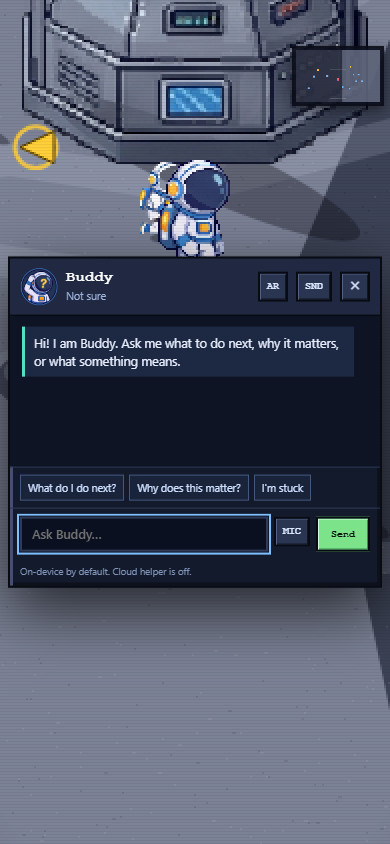 Buddy
Not sure
AR
SND
✕
Hi! I am Buddy. Ask me what to do next, why it matters,
or what something means.
What do I do next?
Why does this matter?
I'm stuck
Ask Buddy...
MIC
Send
On-device by default. Cloud helper is off.